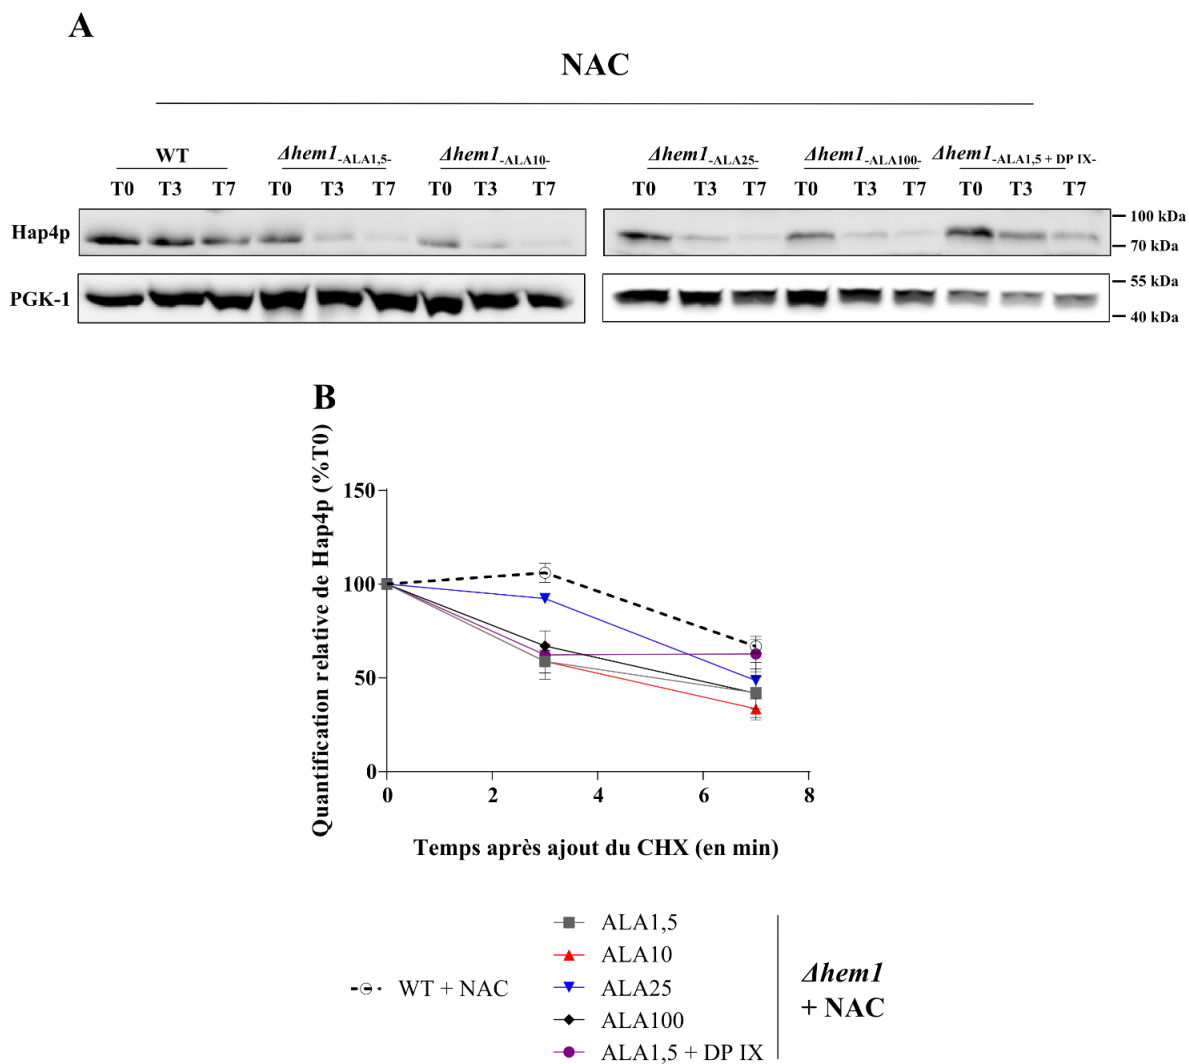 A
NAC
WT Δhem1-ALA1,5- Δhem1-ALA10- Δhem1-ALA25- Δhem1-ALA100- Δhem1-ALA1,5 + DP IX-
T0 T3 T7 T0 T3 T7 T0 T3 T7 T0 T3 T7 T0 T3 T7 T0 T3 T7
Hap4p
100 kDa
70 kDa
PGK-1
55 kDa
40 kDa
B
Quantification relative de Hap4p (%T0)
150
100
50
0
0 2 4 6 8
Temps après ajout du CHX (en min)
WT + NAC
ALA1,5
ALA10
ALA25
ALA100
ALA1,5 + DP IX
Δhem1
+ NAC